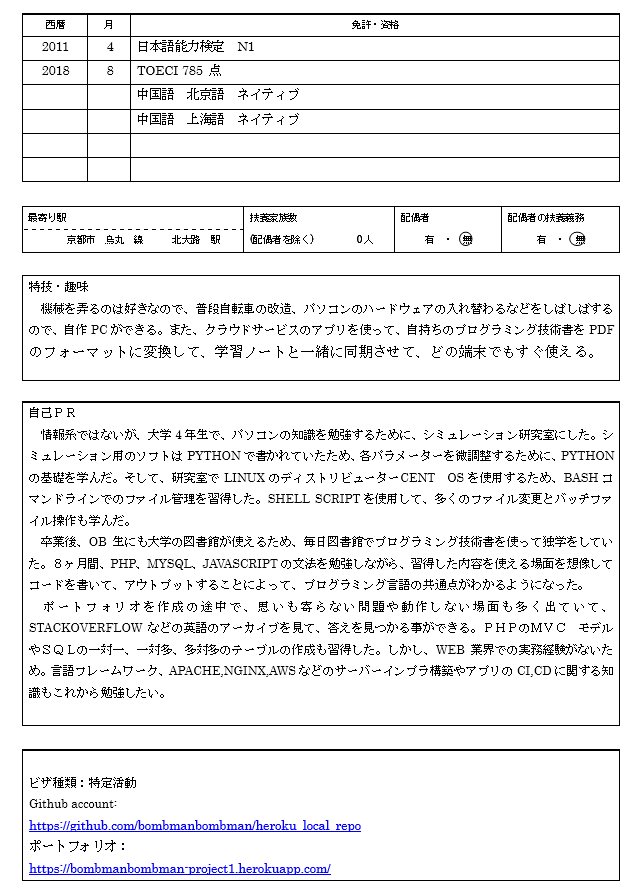 西暦 月 免許・資格
2011 4 日本語能力検定 N1
2018 8 TOECI 785 点
中国語 北京語 ネイティブ
中国語 上海語 ネイティブ
最寄り駅 扶養家族数 配偶者 配偶者の扶養義務
京都市 烏丸 線 北大路 駅 (配偶者を除く) 0人 有 ・ 無 有 ・ 無
特技・趣味
機械を弄るのは好きなので、普段自転車の改造、パソコンのハードウェアの入れ替わるなどをしばしばする
ので、自作 PC ができる。また、クラウドサービスのアプリを使って、自持ちのプログラミング技術書を PDF
のフォーマットに変換して、学習ノートと一緒に同期させて、どの端末でもすぐ使える。
自己ＰＲ
情報系ではないが、大学 4 年生で、パソコンの知識を勉強するために、シミュレーション研究室にした。シ
ミュレーション用のソフトは PYTHON で書かれていたため、各パラメーターを微調整するために、PYTHON
の基礎を学んだ。そして、研究室で LINUX のディストリビューターCENT OS を使用するため、BASH コ
マンドラインでのファイル管理を習得した。SHELL SCRIPT を使用して、多くのファイル変更とバッチファ
イル操作も学んだ。
卒業後、OB 生にも大学の図書館が使えるため、毎日図書館でプログラミング技術書を使って独学をしてい
た。８ヶ月間、PHP、MYSQL、JAVASCRIPT の文法を勉強しながら、習得した内容を使える場面を想像して
コードを書いて、アウトプットすることによって、プログラミング言語の共通点がわかるようになった。
ポートフォリオを作成の途中で、思いも寄らない問題や動作しない場面も多く出ていて、
STACKOVERFLOW などの英語のアーカイブを見て、答えを見つかる事ができる。ＰＨＰのＭＶＣ モデル
やＳＱＬの一対一、一対多、多対多のテーブルの作成も習得した。しかし、WEB 業界での実務経験がないた
め。言語フレームワーク、APACHE,NGINX,AWS などのサーバーインフラ構築やアプリの CI,CD に関する知
識もこれから勉強したい。
ビザ種類：特定活動
Github account:
https://github.com/bombmanbombman/heroku_local_repo
ポートフォリオ：
https://bombmanbombman-project1.herokuapp.com/